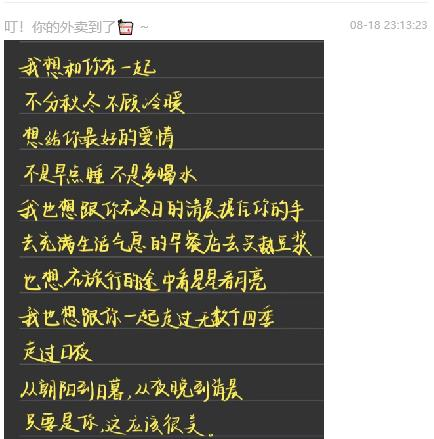 叮！你的外卖到了 ~
08-18 23:13:23
我想和你在一起
不分秋冬不顾冷暖
想给你最好的爱情
不是早点睡 不是多喝水
我也想跟你在冬日的清晨握住你的手
去充满生活气息的早餐店去买热豆浆
也想在旅行的途中看星星看月亮
我也想跟你一起走过无数个四季
走过日夜
从朝阳到日暮,从夜晚到清晨
只要是你,这应该很美。